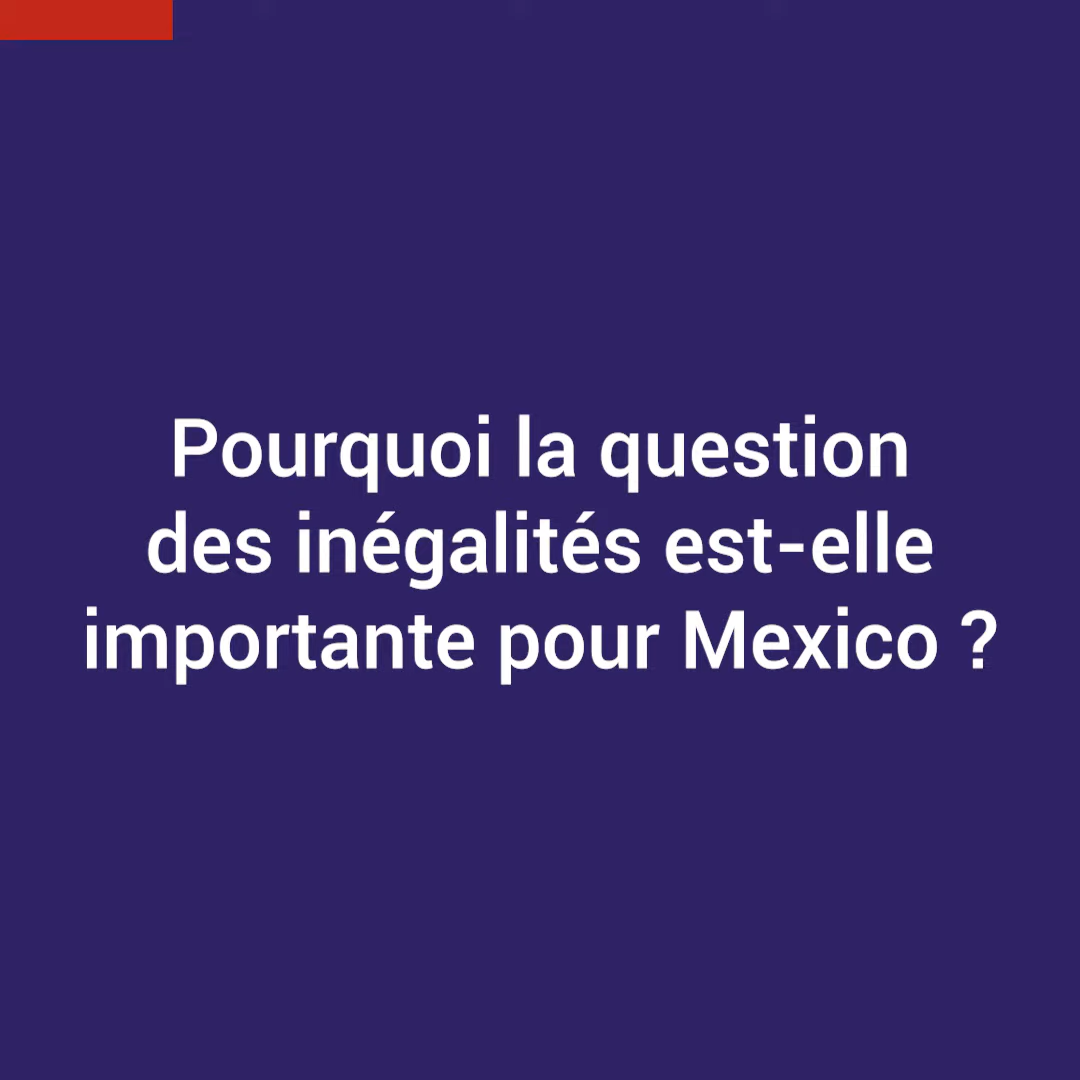 Pourquoi la question
des inégalités est-elle
importante pour Mexico ?